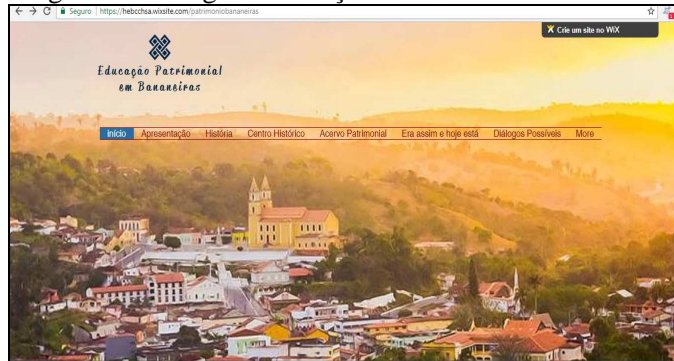 Seguro
https://hebcchsa.wixsite.com/patrimoniobananeiras
Crie um site no WiX
Educação Patrimonial
em Bananeiras
início Apresentação História Centro Histórico Acervo Patrimonial Era assim e hoje está Diálogos Possíveis More